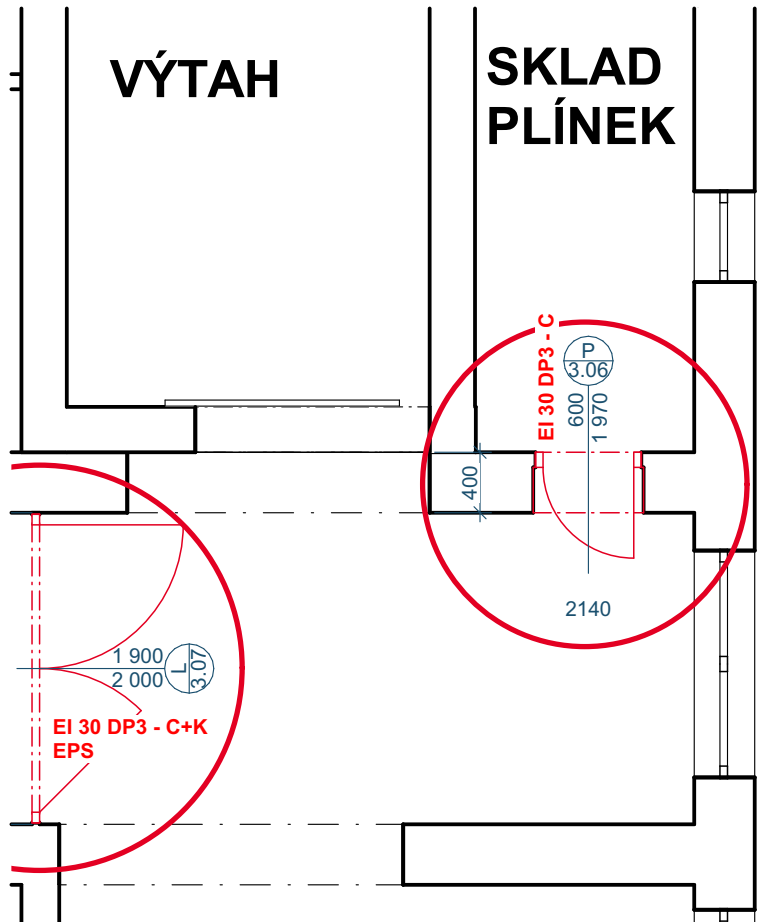 VÝTAH
SKLAD
PLÍNEK
EI 30 DP3 - C
P
3.06
600
1 970
400
2140
1 900
2 000
L
3.07
EI 30 DP3 - C+K
EPS